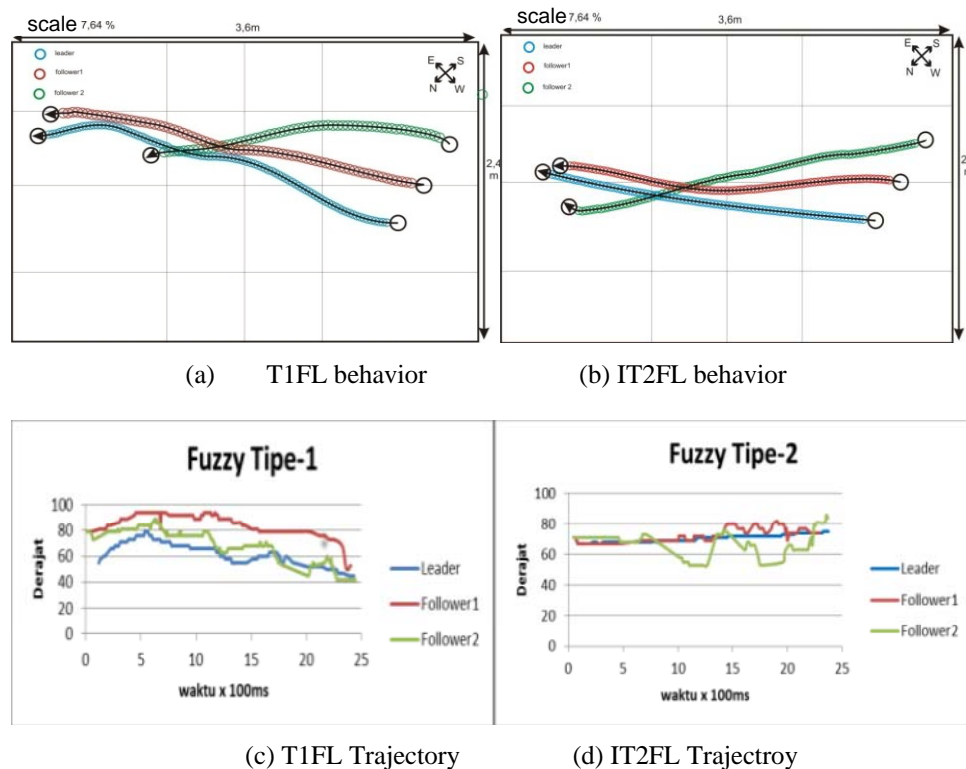 scale 7,64 % 3,6m
leader
follower1
follower 2
E S
N W
2,4
m
scale 7,64 % 3,6m
leader
follower1
follower 2
E S
N W
(a) T1FL behavior
(b) IT2FL behavior
Fuzzy Tipe-1
100
80
60
40
20
0
0 5 10 15 20 25
Derajat
waktu x 100ms
Leader
Follower1
Follower2
Fuzzy Tipe-2
100
80
60
40
20
0
0 5 10 15 20 25
Derajat
waktu x 100ms
Leader
Follower1
Follower2
(c) T1FL Trajectory
(d) IT2FL Trajectroy